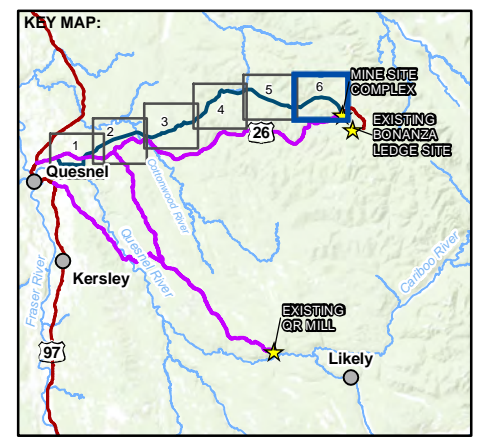 KEY MAP:
MINE SITE
COMPLEX
6
5
4
3
2
1
26
EXISTING
BONANZA
LEDGE SITE
Quesnel
Cottonwood River
Quesnel River
Cariboo River
Fraser River
Kersley
EXISTING
QR MILL
97
Likely